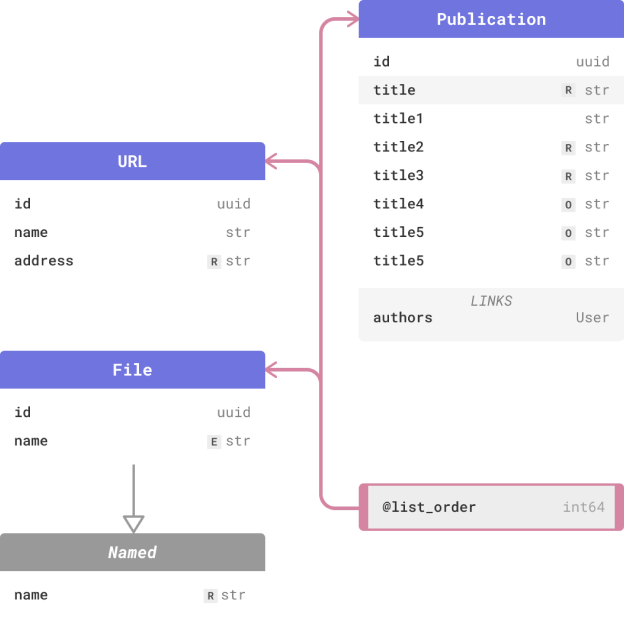 Publication
id uuid
title R str
title1 str
title2 R str
title3 R str
title4 O str
title5 O str
title5 O str
LINKS
authors User
URL
id uuid
name str
address R str
File
id uuid
name E str
@list_order int64
Named
name R str